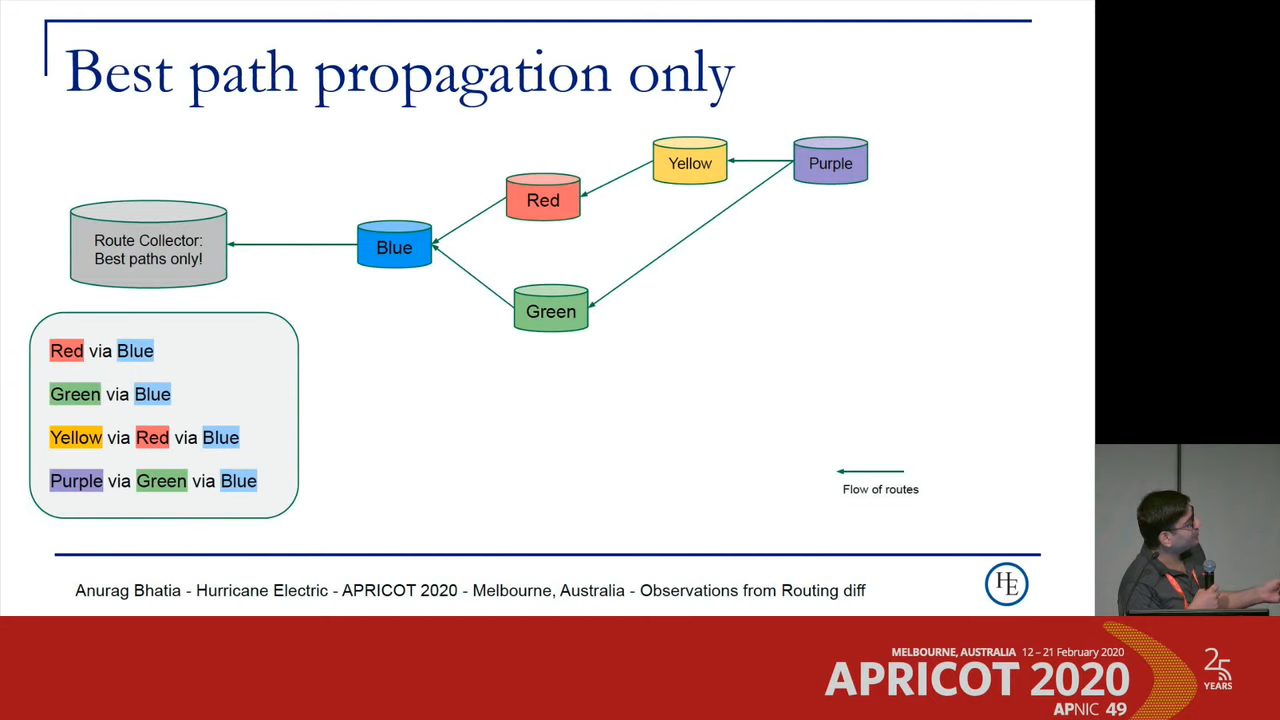 Best path propagation only
Yellow
Purple
Red
Route Collector:
Best paths only!
Blue
Green
Red via Blue
Green via Blue
Yellow via Red via Blue
Purple via Green via Blue
Flow of routes
Anurag Bhatia - Hurricane Electric - APRICOT 2020 - Melbourne, Australia - Observations from Routing diff
HE
MELBOURNE, AUSTRALIA 12 – 21 February 2020
APRICOT 2020
APNIC 49
25
YEARS